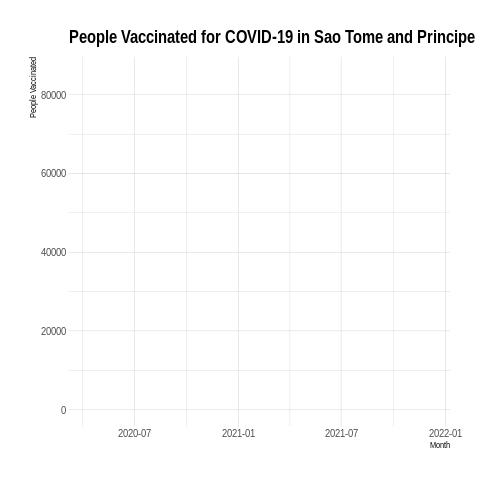 People Vaccinated for COVID-19 in Sao Tome and Principe
People Vaccinated
80000
60000
40000
20000
0
2020-07 2021-01 2021-07 2022-01
Month